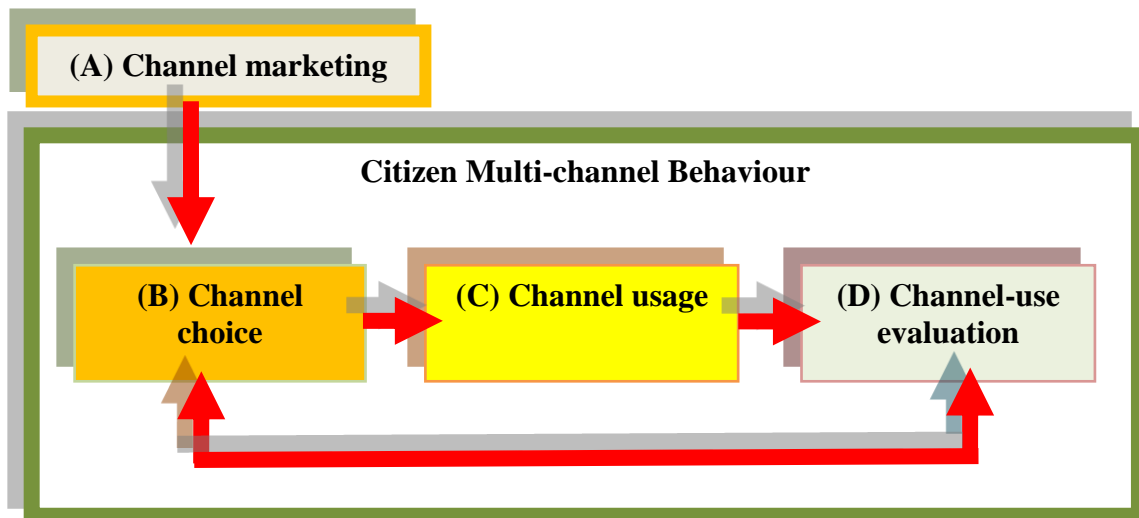 (A) Channel marketing
Citizen Multi-channel Behaviour
(B) Channel
choice
(C) Channel usage
(D) Channel-use
evaluation